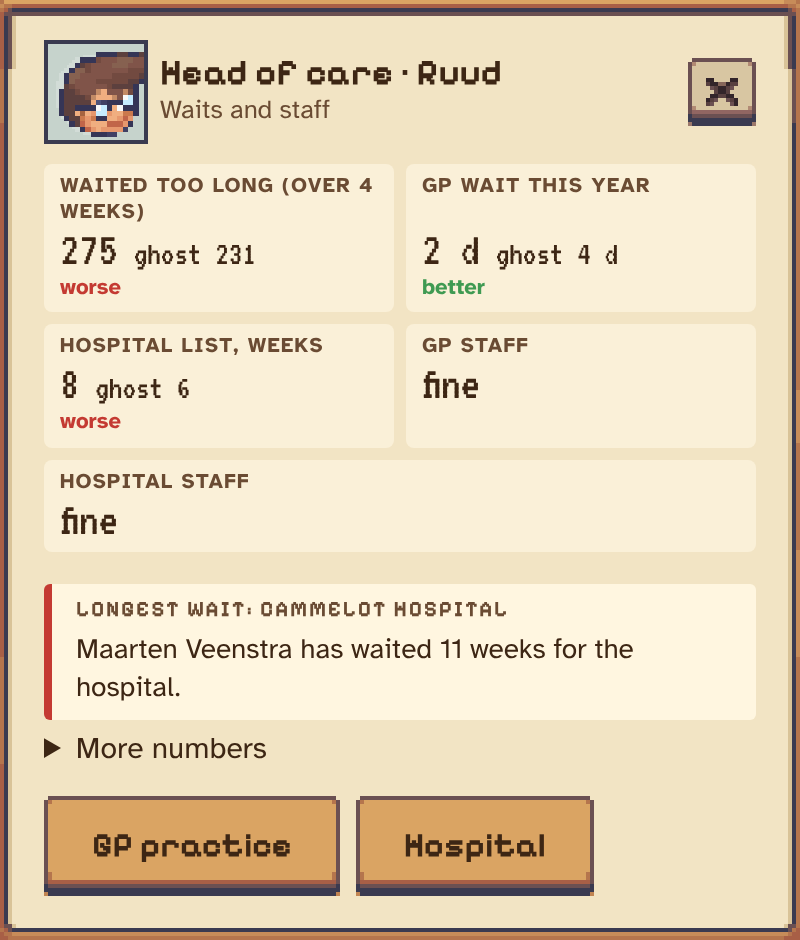 Head of care · Ruud
Waits and staff
WAITED TOO LONG (OVER 4
WEEKS)
275 ghost 231
worse
GP WAIT THIS YEAR
2 d ghost 4 d
better
HOSPITAL LIST, WEEKS
8 ghost 6
worse
GP STAFF
fine
HOSPITAL STAFF
fine
LONGEST WAIT: CAMMELOT HOSPITAL
Maarten Veenstra has waited 11 weeks for the
hospital.
More numbers
GP practice
Hospital